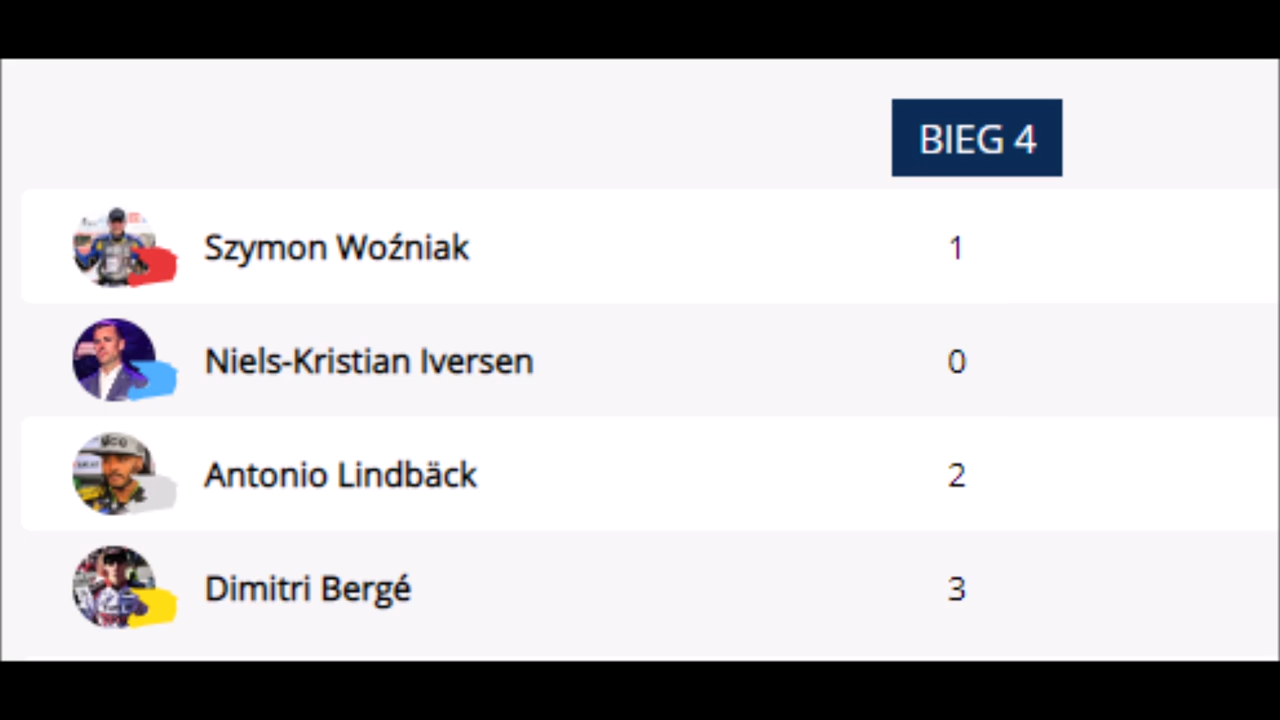 BIEG 4
Szymon Woźniak 1
Niels-Kristian Iversen 0
Antonio Lindbäck 2
Dimitri Bergé 3